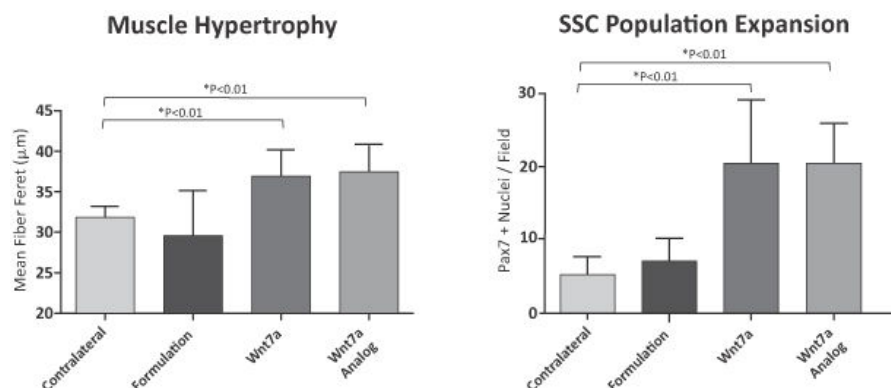 Muscle Hypertrophy
*P<0.01
*P<0.01
45
40
35
30
25
20
Mean Fiber Feret (µm)
Contralateral
Formulation
Wnt7a
Wnt7a
Analog
SSC Population Expansion
*P<0.01
*P<0.01
30
20
10
0
Pax7 + Nuclei / Field
Contralateral
Formulation
Wnt7a
Wnt7a
Analog